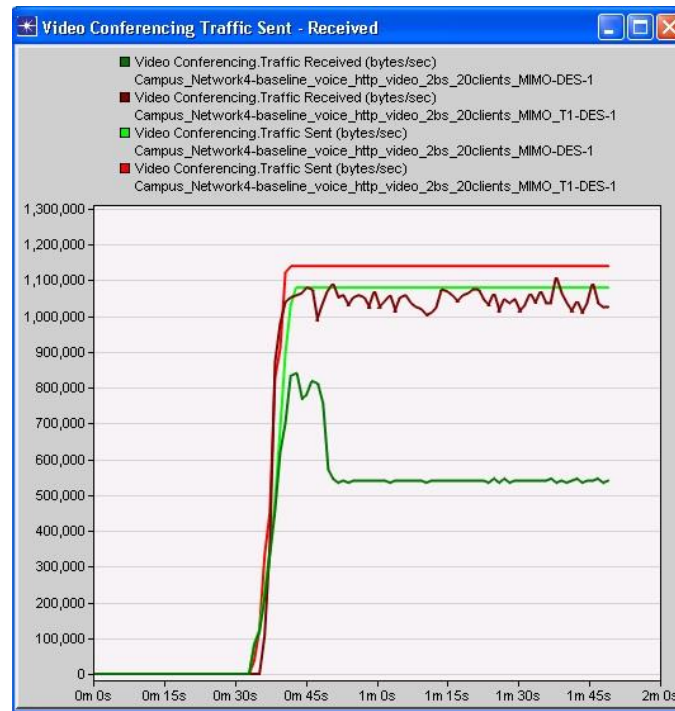 Video Conferencing Traffic Sent - Received
Video Conferencing.Traffic Received (bytes/sec)
Campus_Network4-baseline_voice_http_video_2bs_20clients_MIMO-DES-1
Video Conferencing.Traffic Received (bytes/sec)
Campus_Network4-baseline_voice_http_video_2bs_20clients_MIMO_T1-DES-1
Video Conferencing.Traffic Sent (bytes/sec)
Campus_Network4-baseline_voice_http_video_2bs_20clients_MIMO-DES-1
Video Conferencing.Traffic Sent (bytes/sec)
Campus_Network4-baseline_voice_http_video_2bs_20clients_MIMO_T1-DES-1
1,300,000
1,200,000
1,100,000
1,000,000
900,000
800,000
700,000
600,000
500,000
400,000
300,000
200,000
100,000
0
0m 0s 0m 15s 0m 30s 0m 45s 1m 0s 1m 15s 1m 30s 1m 45s 2m 0s